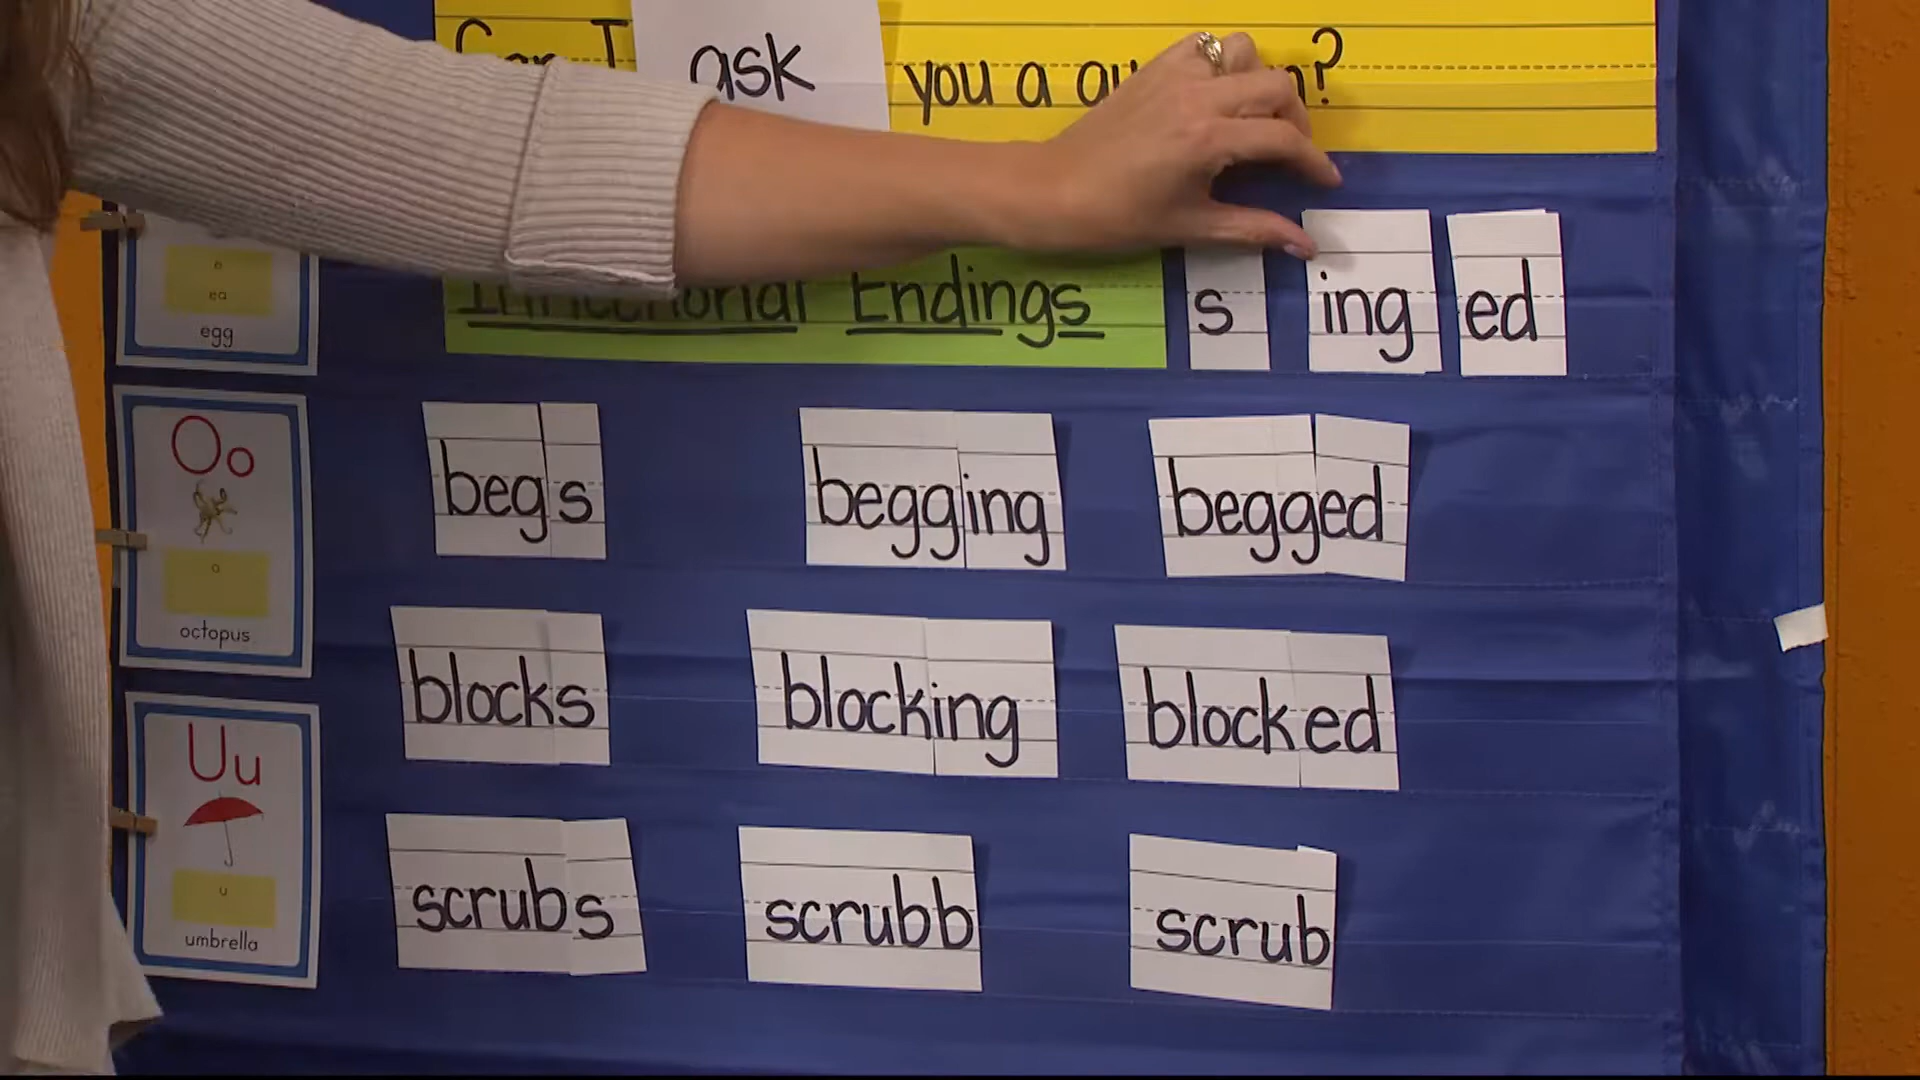 ask you a
Endings s ing ed
begs begging begged
blocks blocking blocked
scrubs scrubb scrub
e
ea
egg
Oo
o
octopus
Uu
u
umbrella